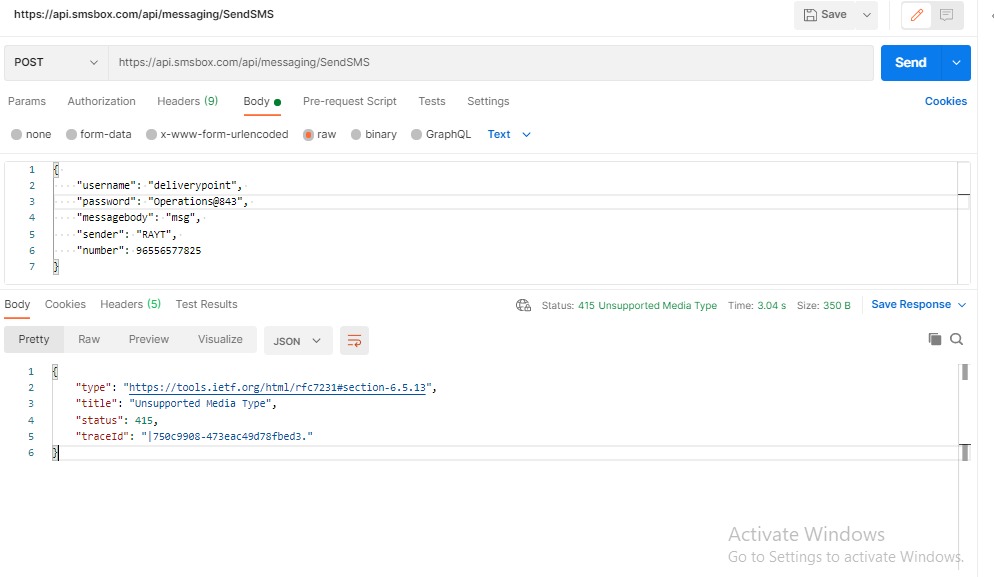 https://api.smsbox.com/api/messaging/SendSMS
Save
POST
https://api.smsbox.com/api/messaging/SendSMS
Send
Params Authorization Headers (9) Body Pre-request Script Tests Settings Cookies
none form-data x-www-form-urlencoded raw binary GraphQL Text
1 {
2 "username": "deliverypoint",
3 "password": "Operations@843",
4 "messagebody": "msg",
5 "sender": "RAYT",
6 "number": 96556577825
7 }
Body Cookies Headers (5) Test Results Status: 415 Unsupported Media Type Time: 3.04 s Size: 350 B Save Response
Pretty Raw Preview Visualize JSON
1 {
2 "type": "https://tools.ietf.org/html/rfc7231#section-6.5.13",
3 "title": "Unsupported Media Type",
4 "status": 415,
5 "traceId": "|750c9908-473eac49d78fbed3."
6 }
Activate Windows
Go to Settings to activate Windows.